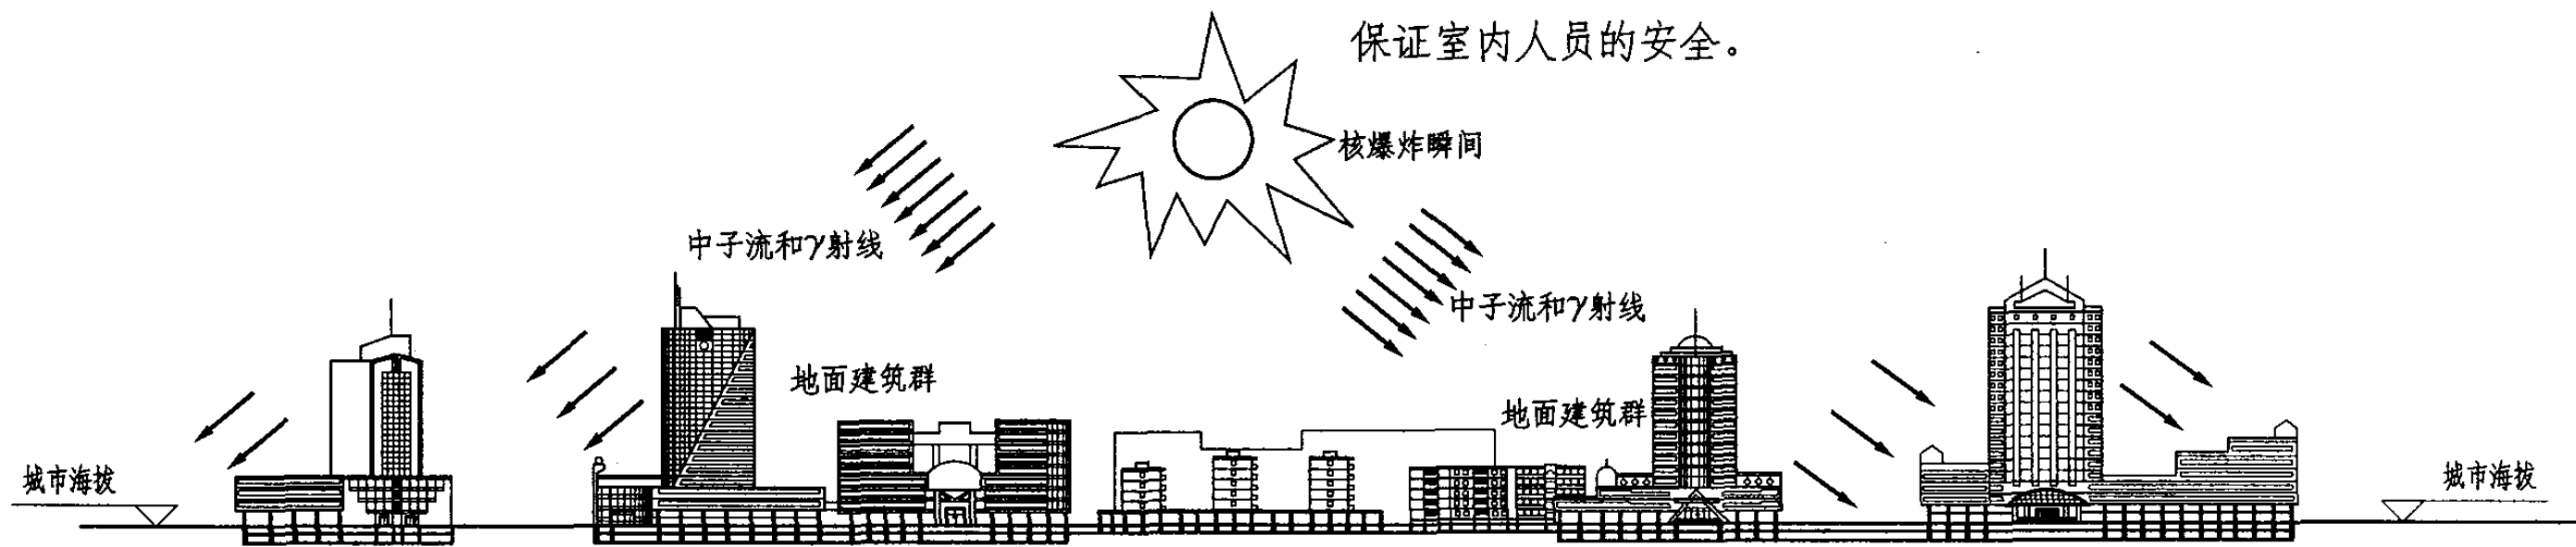 保证室内人员的安全。
核爆炸瞬间
中子流和γ射线
中子流和γ射线
地面建筑群
地面建筑群
城市海拔
城市海拔